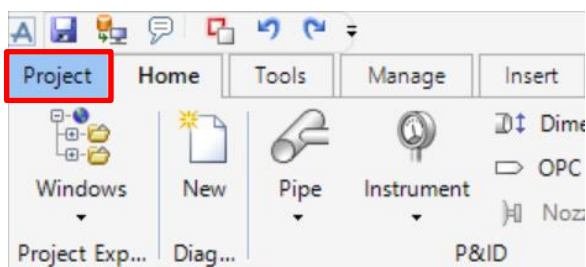 Project Home Tools Manage Insert
Dime
OPC
Windows New Pipe Instrument Nozz
Project Exp... Diag... P&ID